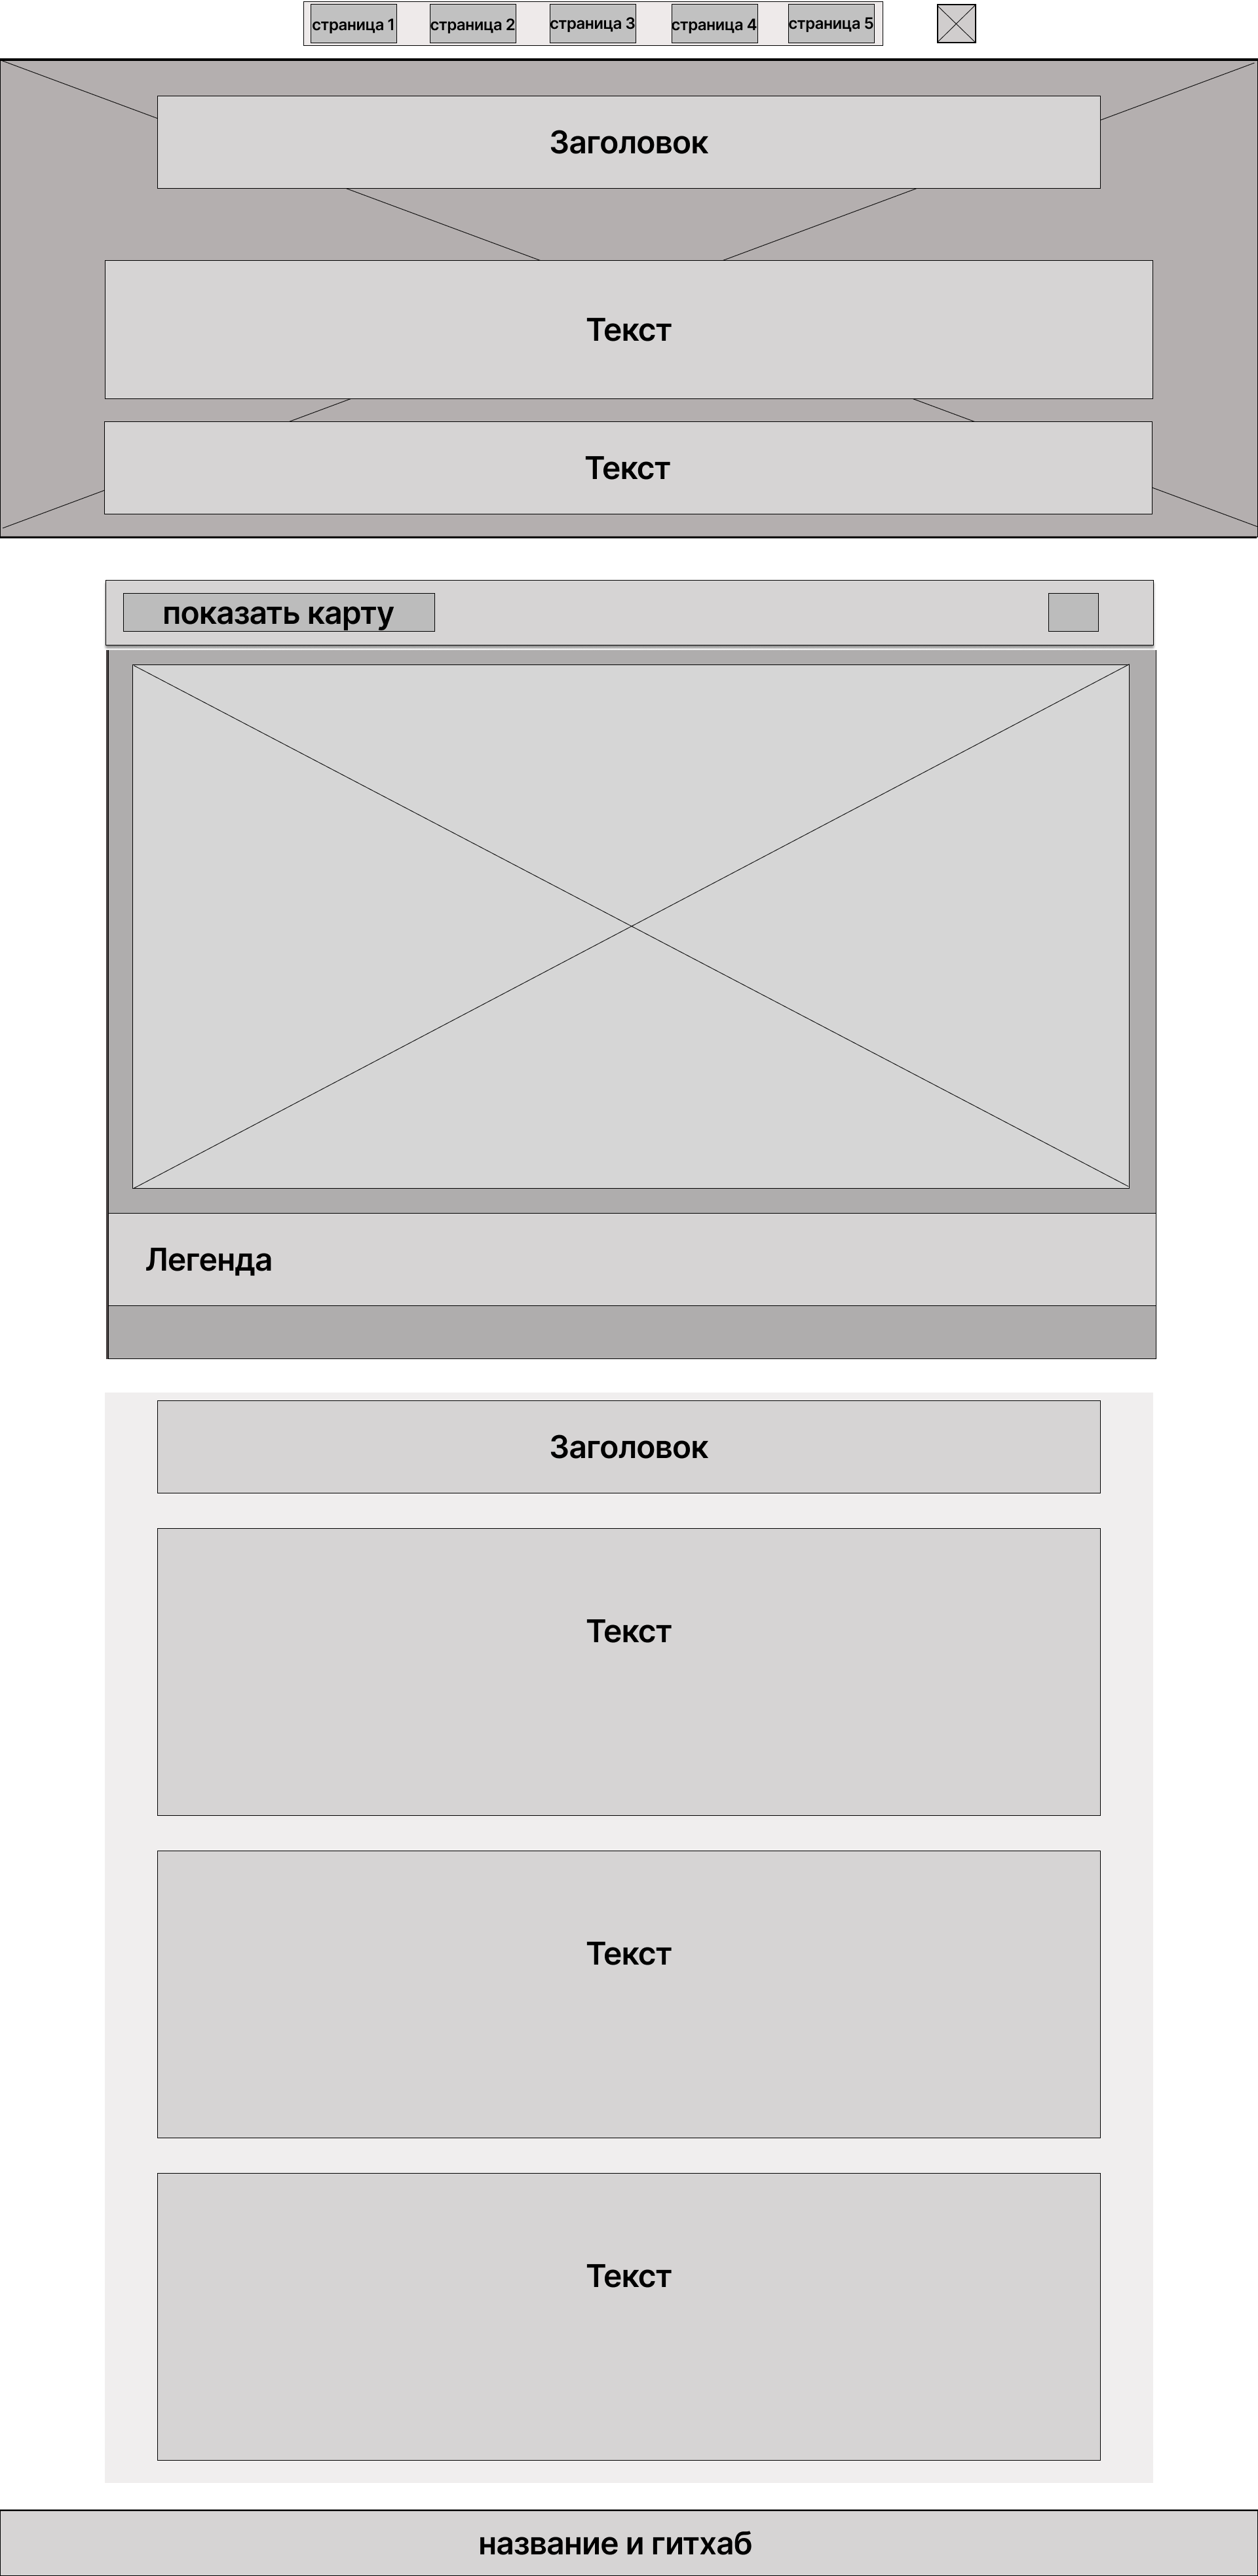 страница 1 страница 2 страница 3 страница 4 страница 5
Заголовок
Текст
Текст
показать карту
Легенда
Заголовок
Текст
Текст
Текст
название и гитхаб